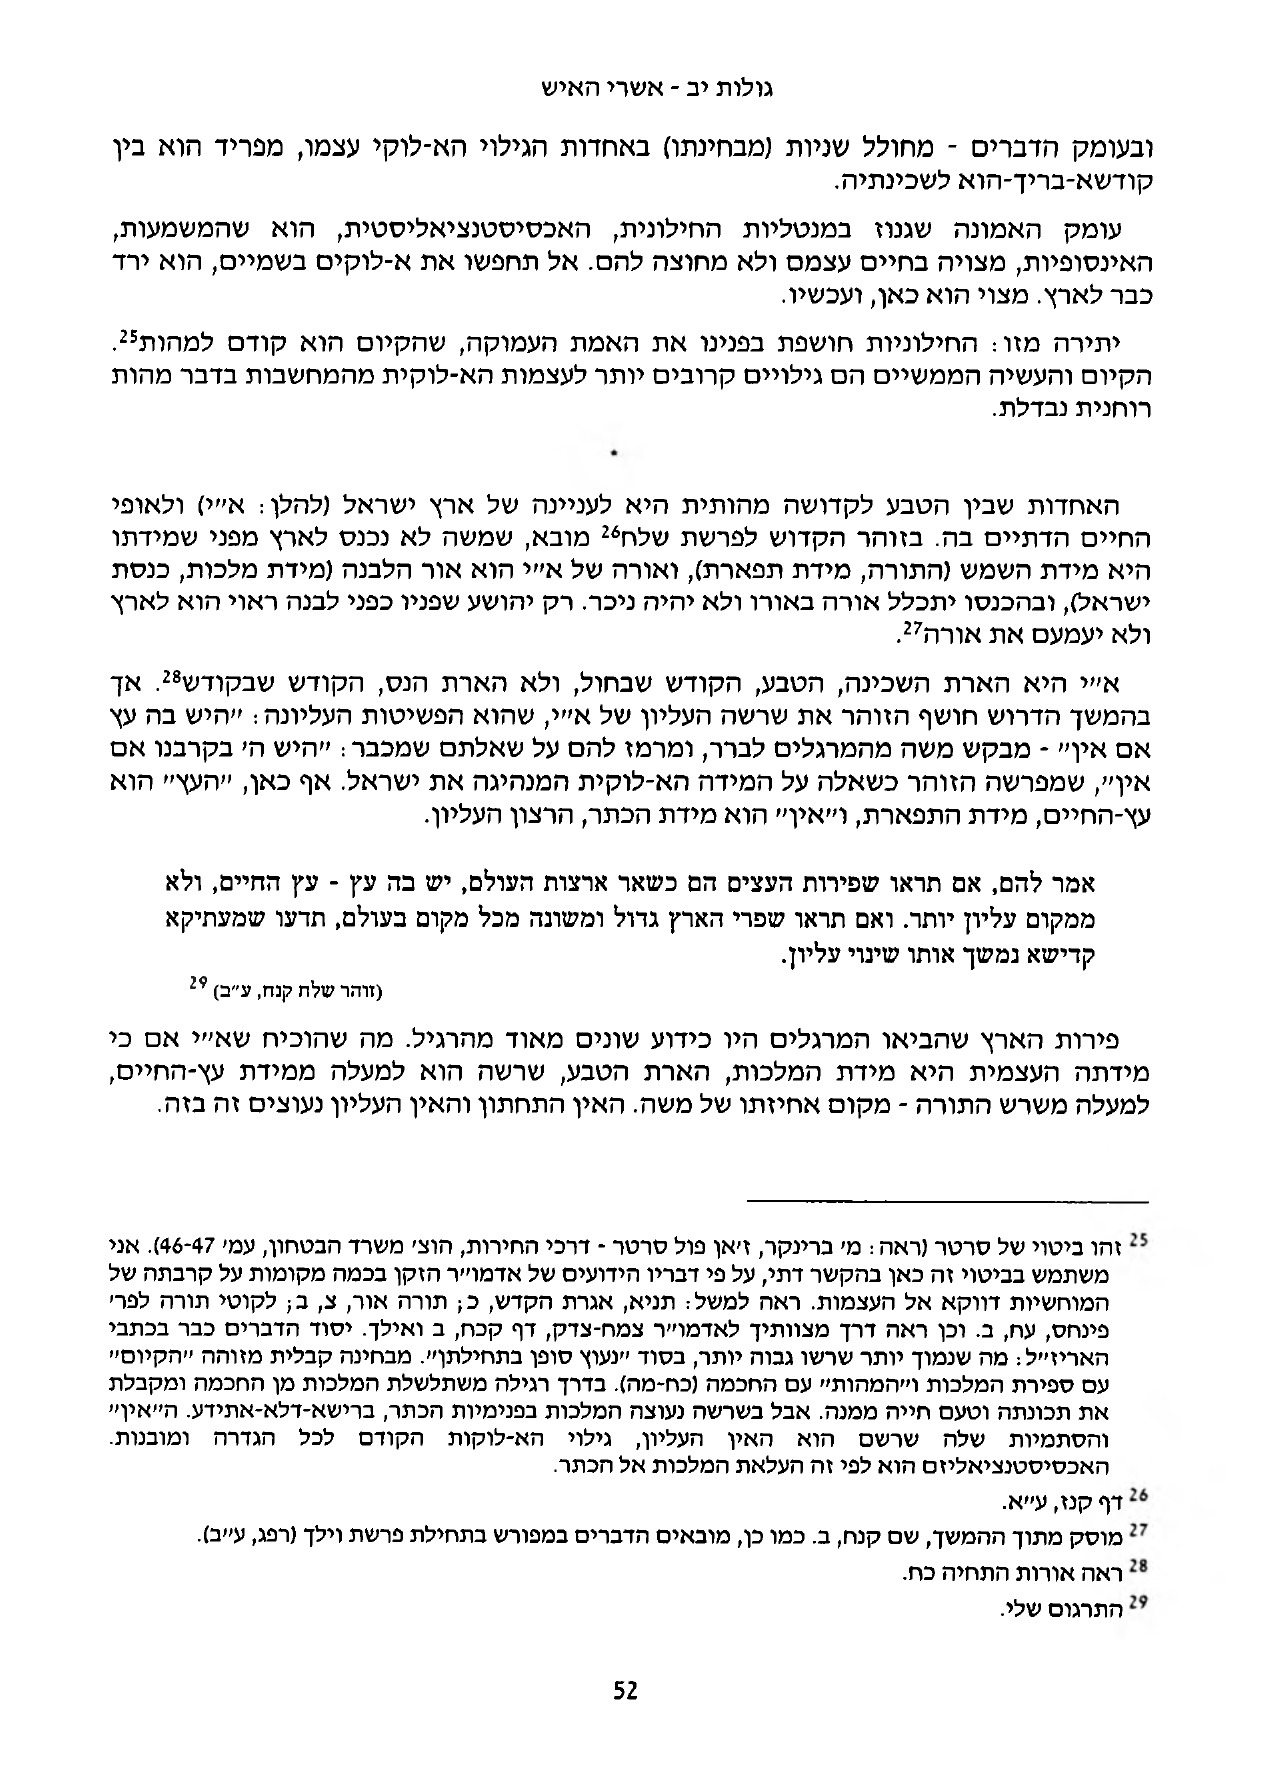 גולות יב - אשרי האיש
ובעומק הדברים - מחולל שניות (מבחינתו) באחדות הגילוי הא-לוקי עצמו, מפריד הוא בין
קודשא-בריך-הוא לשכינתיה.
עומק האמונה שגנוז במנטליות החילונית, האכסיסטנציאליסטית, הוא שהמשמעות,
האינסופיות, מצויה בחיים עצמם ולא מחוצה להם. אל תחפשו את א-לוקים בשמיים, הוא ירד
כבר לארץ. מצוי הוא כאן, ועכשיו.
יתירה מזו: החילוניות חושפת בפנינו את האמת העמוקה, שהקיום הוא קודם למהות²⁵.
הקיום והעשיה הממשיים הם גילויים קרובים יותר לעצמות הא-לוקית מהמחשבות בדבר מהות
רוחנית נבדלת.
*
האחדות שבין הטבע לקדושה מהותית היא לעניינה של ארץ ישראל (להלן: א״י) ולאופי
החיים הדתיים בה. בזוהר הקדוש לפרשת שלח²⁶ מובא, שמשה לא נכנס לארץ מפני שמידתו
היא מידת השמש (התורה, מידת תפארת), ואורה של א״י הוא אור הלבנה (מידת מלכות, כנסת
ישראל), ובהכנסו יתכלל אורה באורו ולא יהיה ניכר. רק יהושע שפניו כפני לבנה ראוי הוא לארץ
ולא יעמעם את אורה²⁷.
א״י היא הארת השכינה, הטבע, הקודש שבחול, ולא הארת הנס, הקודש שבקודש²⁸. אך
בהמשך הדרוש חושף הזוהר את שרשה העליון של א״י, שהוא הפשיטות העליונה: ״היש בה עץ
אם אין״ - מבקש משה מהמרגלים לברר, ומרמז להם על שאלתם שמכבר: ״היש ה׳ בקרבנו אם
אין״, שמפרשה הזוהר כשאלה על המידה הא-לוקית המנהיגה את ישראל. אף כאן, ״העץ״ הוא
עץ-החיים, מידת התפארת, ו״אין״ הוא מידת הכתר, הרצון העליון.
אמר להם, אם תראו שפירות העצים הם כשאר ארצות העולם, יש בה עץ - עץ החיים, ולא
ממקום עליון יותר. ואם תראו שפרי הארץ גדול ומשונה מכל מקום בעולם, תדעו שמעתיקא
קדישא נמשך אותו שינוי עליון.
(זוהר שלח קנח, ע״ב) ²⁹
פירות הארץ שהביאו המרגלים היו כידוע שונים מאוד מהרגיל. מה שהוכיח שא״י אם כי
מידתה העצמית היא מידת המלכות, הארת הטבע, שרשה הוא למעלה ממידת עץ-החיים,
למעלה משרש התורה - מקום אחיזתו של משה. האין התחתון והאין העליון נעוצים זה בזה.
²⁵ זהו ביטוי של סרטר (ראה: מ׳ ברינקר, ז׳אן פול סרטר - דרכי החירות, הוצ׳ משרד הבטחון, עמ׳ 46-47). אני
משתמש בביטוי זה כאן בהקשר דתי, על פי דבריו הידועים של אדמו״ר הזקן בכמה מקומות על קרבתה של
המוחשיות דווקא אל העצמות. ראה למשל: תניא, אגרת הקדש, כ; תורה אור, צ, ב; לקוטי תורה לפר׳
פינחס, עח, ב. וכן ראה דרך מצוותיך לאדמו״ר צמח-צדק, דף קכח, ב ואילך. יסוד הדברים כבר בכתבי
האריז״ל: מה שנמוך יותר שרשו גבוה יותר, בסוד ״נעוץ סופן בתחילתן״. מבחינה קבלית מזוהה ״הקיום״
עם ספירת המלכות ו״המהות״ עם החכמה (כח-מה). בדרך רגילה משתלשלת המלכות מן החכמה ומקבלת
את תכונתה וטעם חייה ממנה. אבל בשרשה נעוצה המלכות בפנימיות הכתר, ברישא-דלא-אתידע. ה״אין״
והסתמיות שלה שרשם הוא האין העליון, גילוי הא-לוקות הקודם לכל הגדרה ומובנות.
האכסיסטנציאליזם הוא לפי זה העלאת המלכות אל הכתר.
²⁶ דף קנז, ע״א.
²⁷ מוסק מתוך ההמשך, שם קנח, ב. כמו כן, מובאים הדברים במפורש בתחילת פרשת וילך (רפג, ע״ב).
²⁸ ראה אורות התחיה כח.
²⁹ התרגום שלי.
52